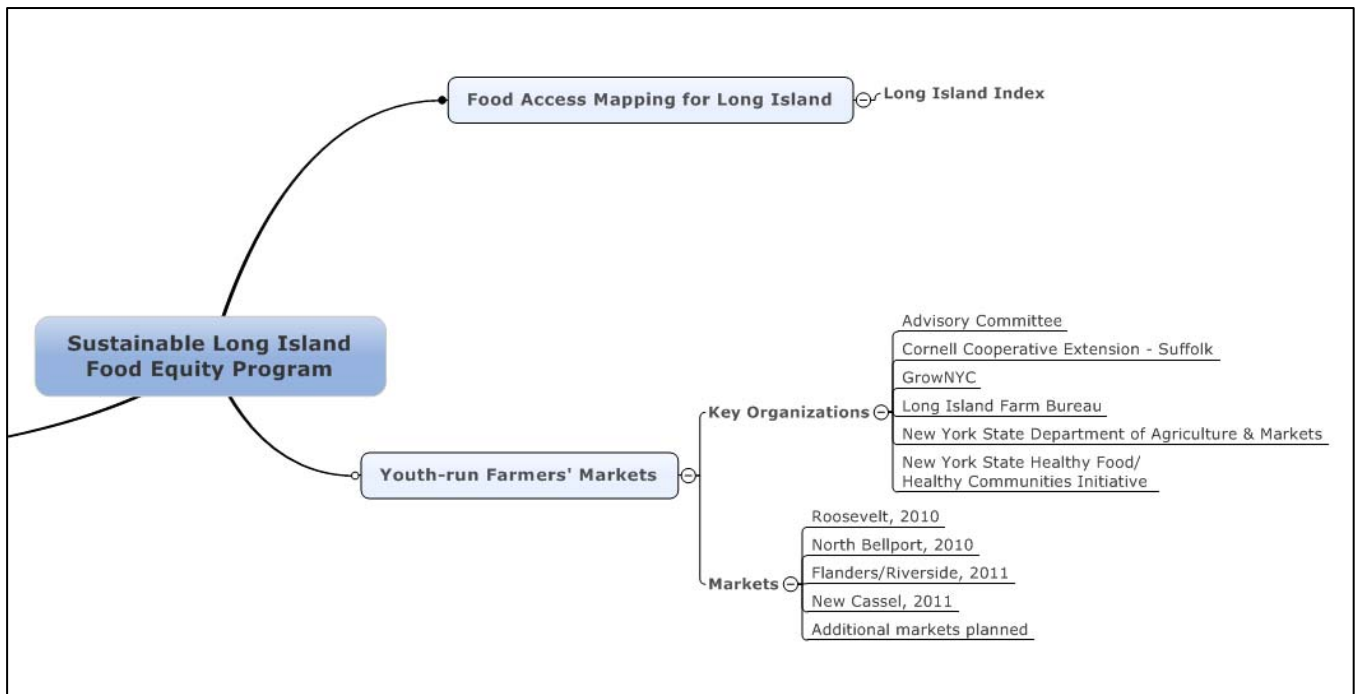 Food Access Mapping for Long Island
Long Island Index
Sustainable Long Island
Food Equity Program
Youth-run Farmers' Markets
Key Organizations
Advisory Committee
Cornell Cooperative Extension - Suffolk
GrowNYC
Long Island Farm Bureau
New York State Department of Agriculture & Markets
New York State Healthy Food/
Healthy Communities Initiative
Markets
Roosevelt, 2010
North Bellport, 2010
Flanders/Riverside, 2011
New Cassel, 2011
Additional markets planned